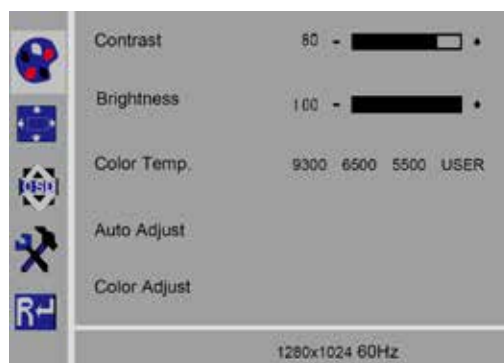 Contrast 80 - +
Brightness 100 - +
Color Temp. 9300 6500 5500 USER
OSD
Auto Adjust
Color Adjust
R
1280x1024 60Hz